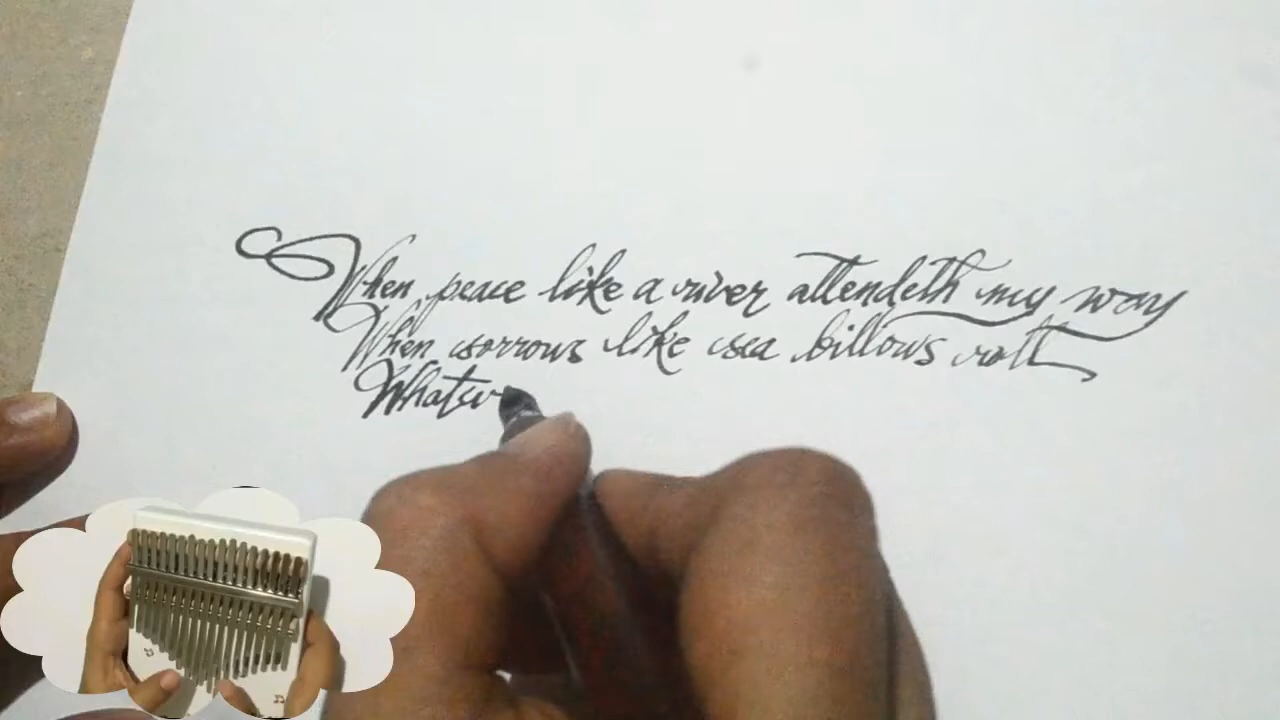 When peace like a river attendeth my way
When sorrows like sea billows roll
Whatev